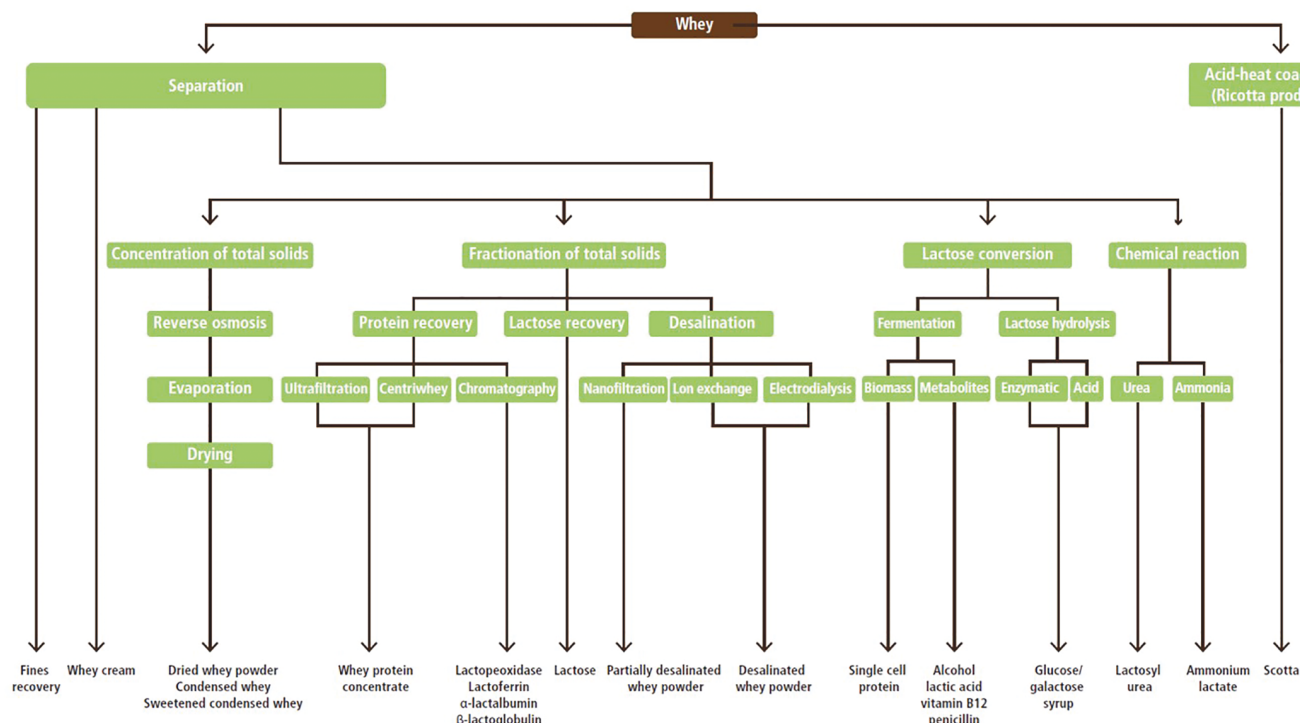 Whey
Separation
Acid-heat coa
(Ricotta prod
Concentration of total solids
Fractionation of total solids
Lactose conversion
Chemical reaction
Reverse osmosis
Protein recovery
Lactose recovery
Desalination
Fermentation
Lactose hydrolysis
Evaporation
Ultrafiltration
Centriwhey
Chromatography
Nanofiltration
Lon exchange
Electrodialysis
Biomass
Metabolites
Enzymatic
Acid
Urea
Ammonia
Drying
Fines
recovery
Whey cream
Dried whey powder
Condensed whey
Sweetened condensed whey
Whey protein
concentrate
Lactopeoxidase
Lactoferrin
α-lactalbumin
β-lactoglobulin
Lactose
Partially desalinated
whey powder
Desalinated
whey powder
Single cell
protein
Alcohol
lactic acid
vitamin B12
penicillin
Glucose/
galactose
syrup
Lactosyl
urea
Ammonium
lactate
Scotta